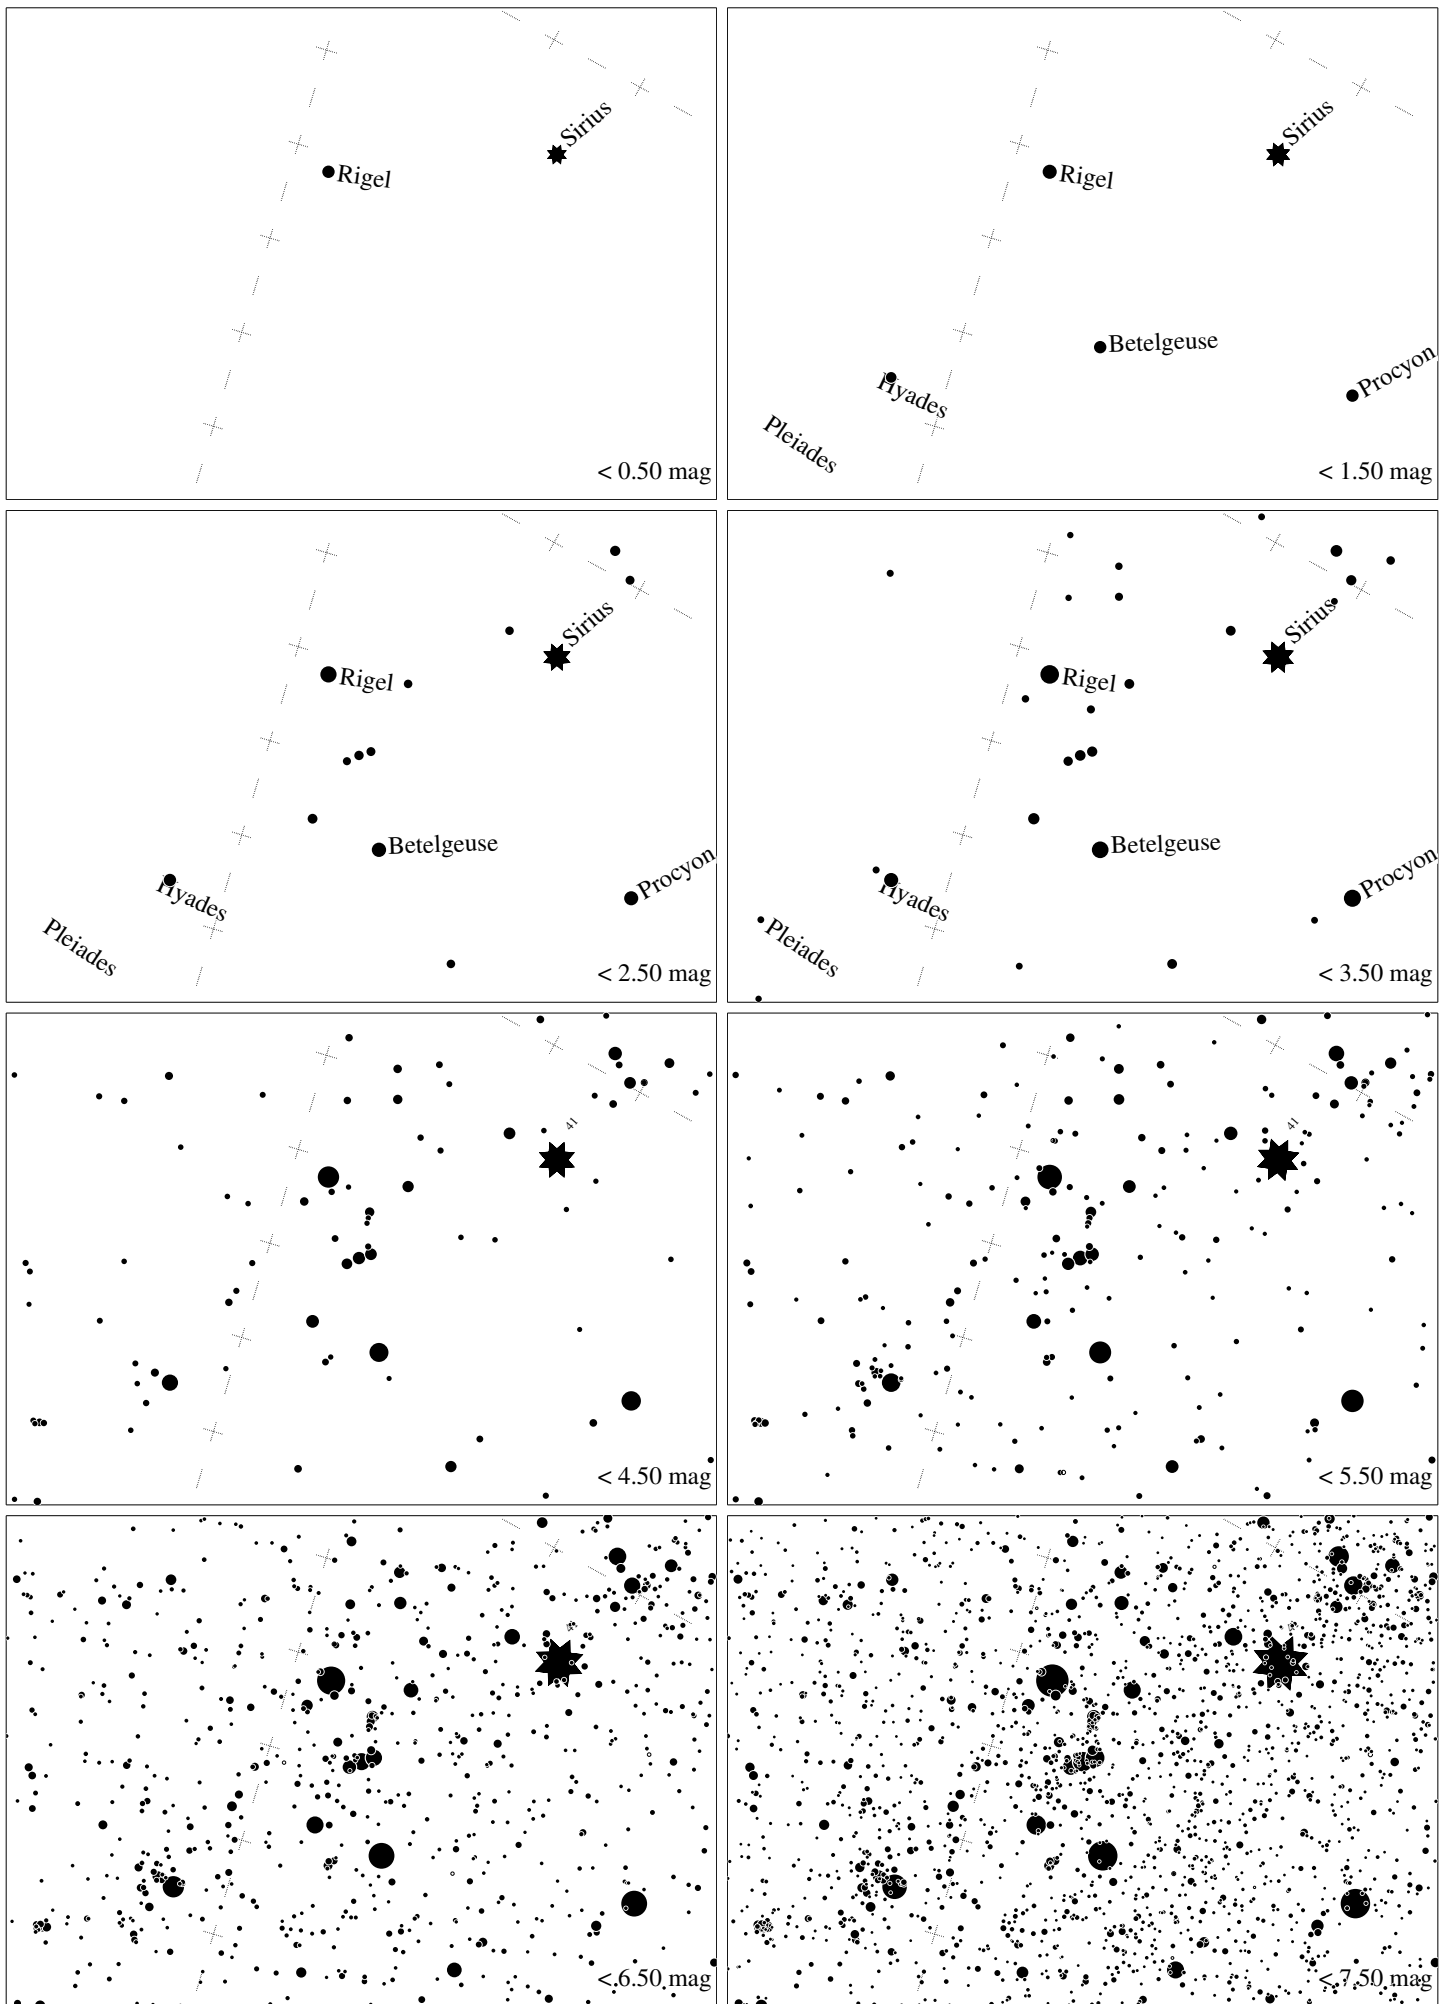 Sirius
Rigel
< 0.50 mag
Sirius
Rigel
Betelgeuse
Procyon
Hyades
Pleiades
< 1.50 mag
Sirius
Rigel
Betelgeuse
Procyon
Hyades
Pleiades
< 2.50 mag
Sirius
Rigel
Betelgeuse
Procyon
Hyades
Pleiades
< 3.50 mag
41
< 4.50 mag
41
< 5.50 mag
< 6.50 mag
< 7.50 mag